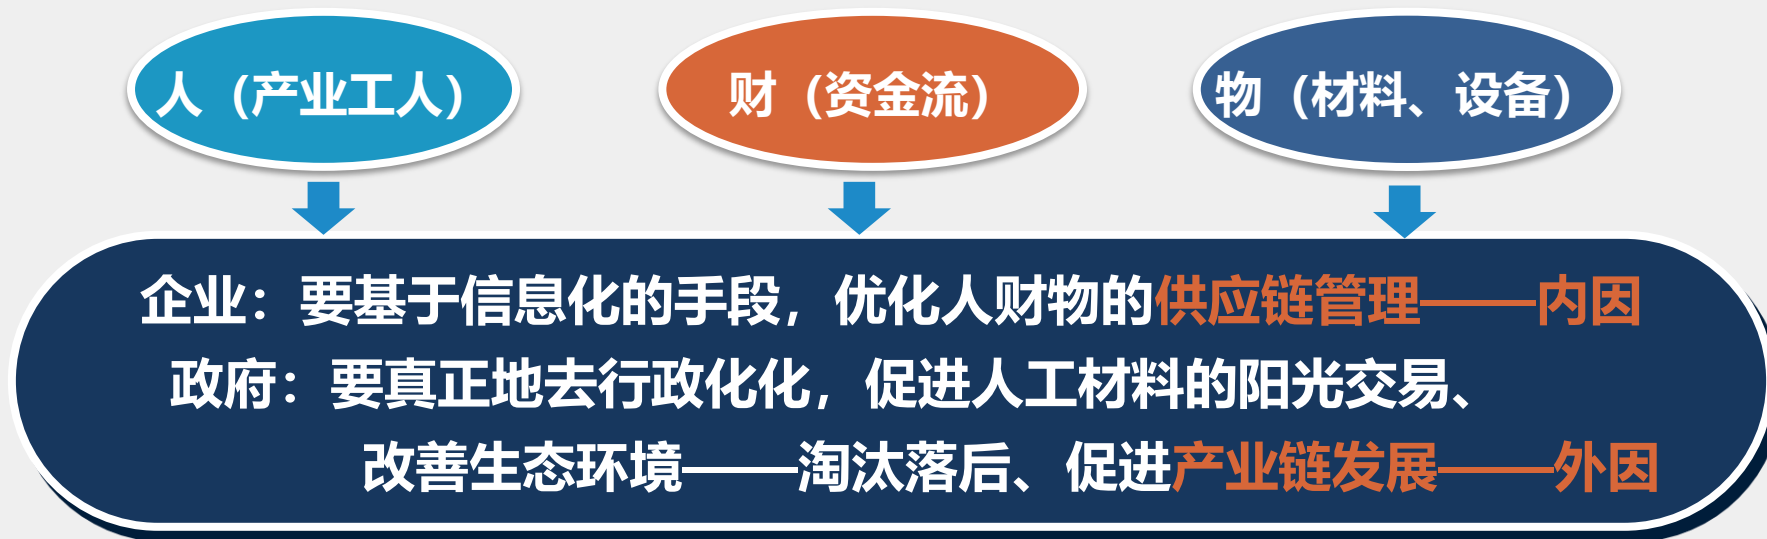 人（产业工人）
财（资金流）
物（材料、设备）
企业：要基于信息化的手段，优化人财物的供应链管理——内因
政府：要真正地去行政化化，促进人工材料的阳光交易、
改善生态环境——淘汰落后、促进产业链发展——外因